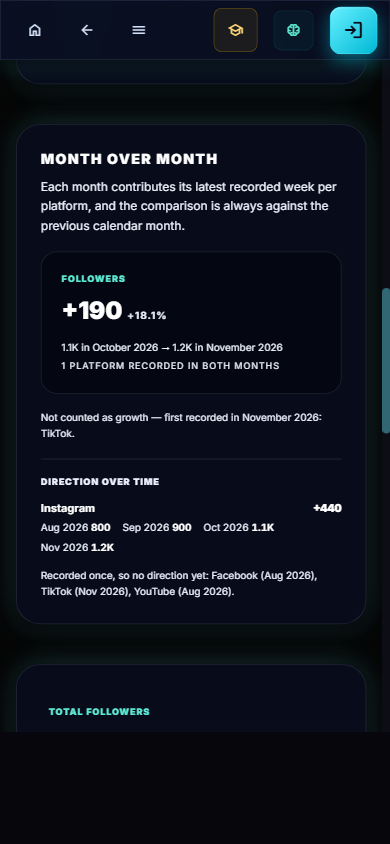 MONTH OVER MONTH
Each month contributes its latest recorded week per
platform, and the comparison is always against the
previous calendar month.
FOLLOWERS
+190 +18.1%
1.1K in October 2026 → 1.2K in November 2026
1 PLATFORM RECORDED IN BOTH MONTHS
Not counted as growth — first recorded in November 2026:
TikTok.
DIRECTION OVER TIME
Instagram +440
Aug 2026 800 Sep 2026 900 Oct 2026 1.1K
Nov 2026 1.2K
Recorded once, so no direction yet: Facebook (Aug 2026),
TikTok (Nov 2026), YouTube (Aug 2026).
TOTAL FOLLOWERS